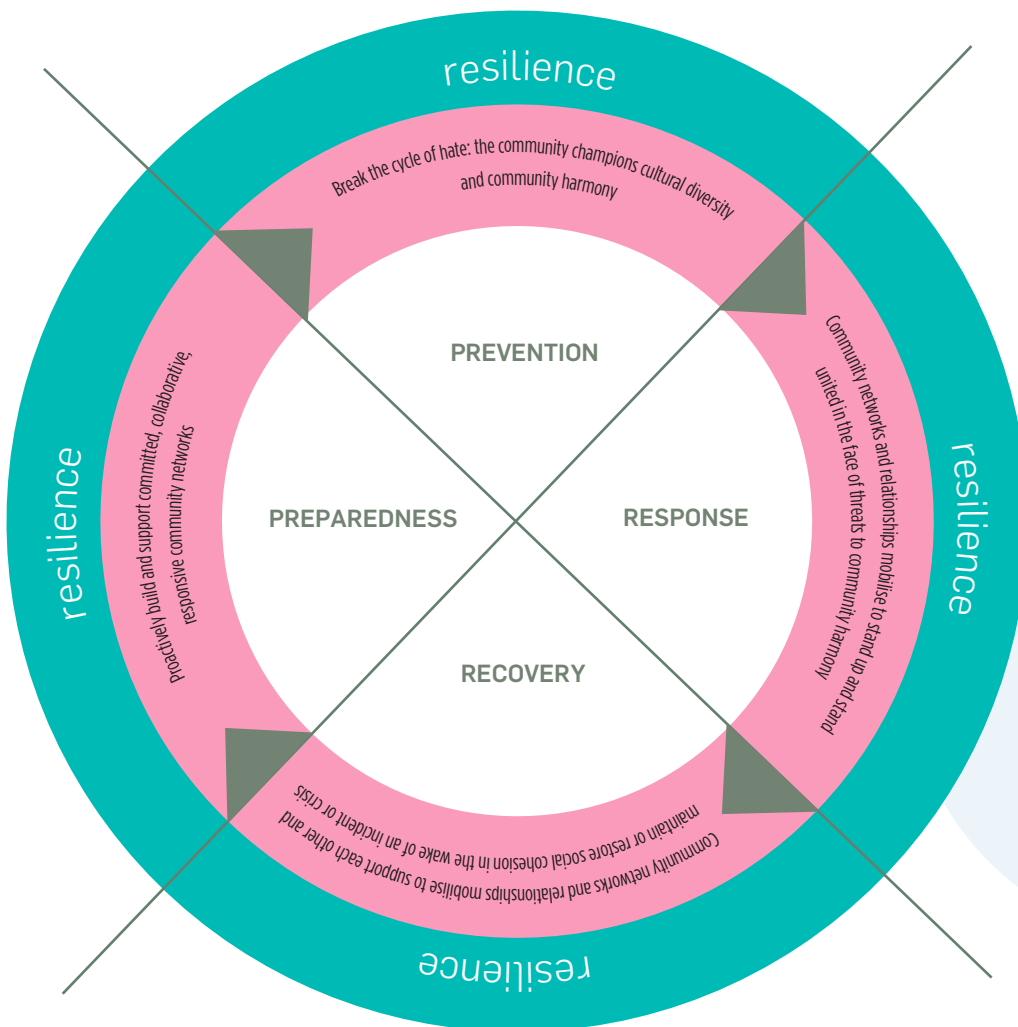 resilience
Break the cycle of hate: the community champions cultural diversity
and community harmony
PREVENTION
resilience
Community networks and relationships mobilise to stand up and stand
united in the face of threats to community harmony
RESPONSE
resilience
Community networks and relationships mobilise to support each other and
maintain or restore social cohesion in the wake of an incident or crisis
RECOVERY
resilience
Proactively build and support committed, collaborative,
responsive community networks
PREPAREDNESS